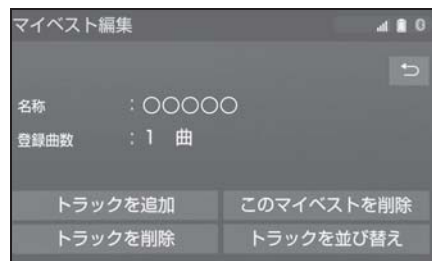 マイベスト編集 0
名称 : ○○○○○
登録曲数 : 1 曲
トラックを追加 このマイベストを削除
トラックを削除 トラックを並び替え